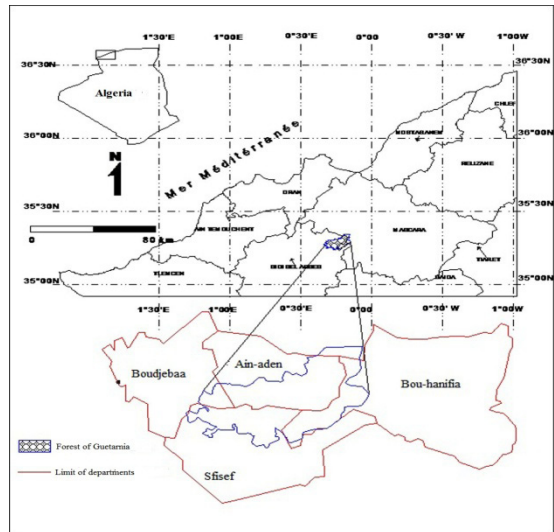 1°30'E 1°00'E 0°30'E 0°00 0°30' W 1°00W
36°30N 36°30N
Algeria
CHLEF
36°00N 36°00N
MOSTAGANEM
Mer Méditérranée
RELIZANE
N
ORAN
35°30N 35°30N
AIN TEMOUCHENT
MASCARA
0 80 km
TIARET
TLEMCEN
SIDI BEL ABBES
SAIDA
35°00N 35°00N
1°30'E 1°00'E 0°30'E 0°00 0°30'W 1°00W
Boudjebaa
Ain-aden
Bou-hanifia
Forest of Guetarnia
Limit of departments
Sfisef